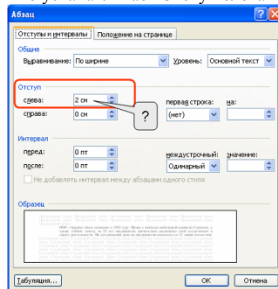 Абзац
Отступы и интервалы Положение на странице
Общие
Выравнивание: По ширине Уровень: Основной текст
Отступ
слева: 2 см первая строка: на:
справа: 0 см (нет)
?
Интервал
перед: 0 пт междустрочный: значение:
после: 0 пт Одинарный
Не добавлять интервал между абзацами одного стиля
Образец
Табуляция... ОК Отмена